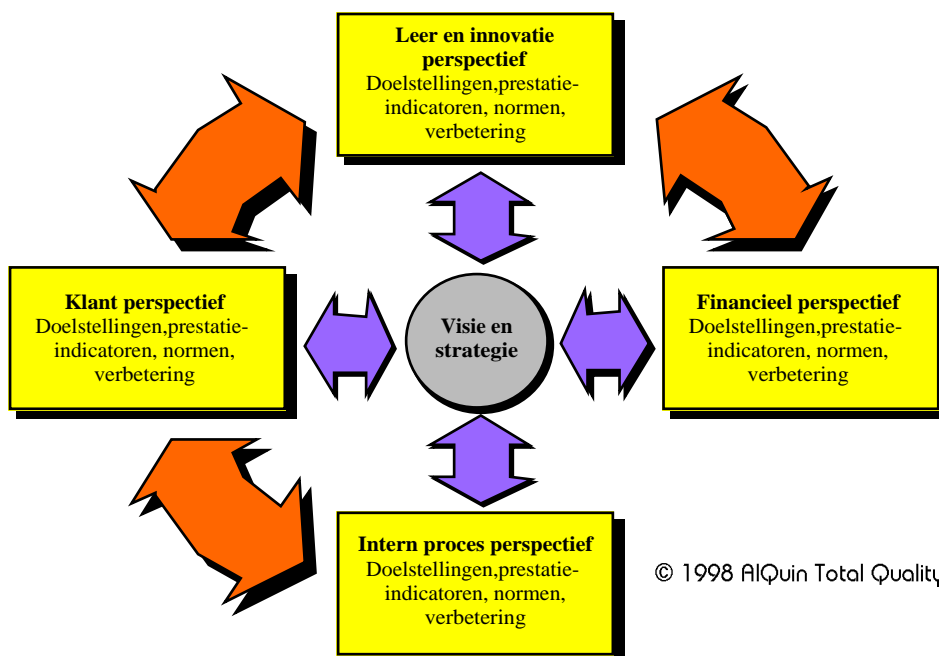 Leer en innovatie
perspectief
Doelstellingen,prestatie-
indicatoren, normen,
verbetering
Klant perspectief
Doelstellingen,prestatie-
indicatoren, normen,
verbetering
Visie en
strategie
Financieel perspectief
Doelstellingen,prestatie-
indicatoren, normen,
verbetering
Intern proces perspectief
Doelstellingen,prestatie-
indicatoren, normen,
verbetering
© 1998 AlQuin Total Quality